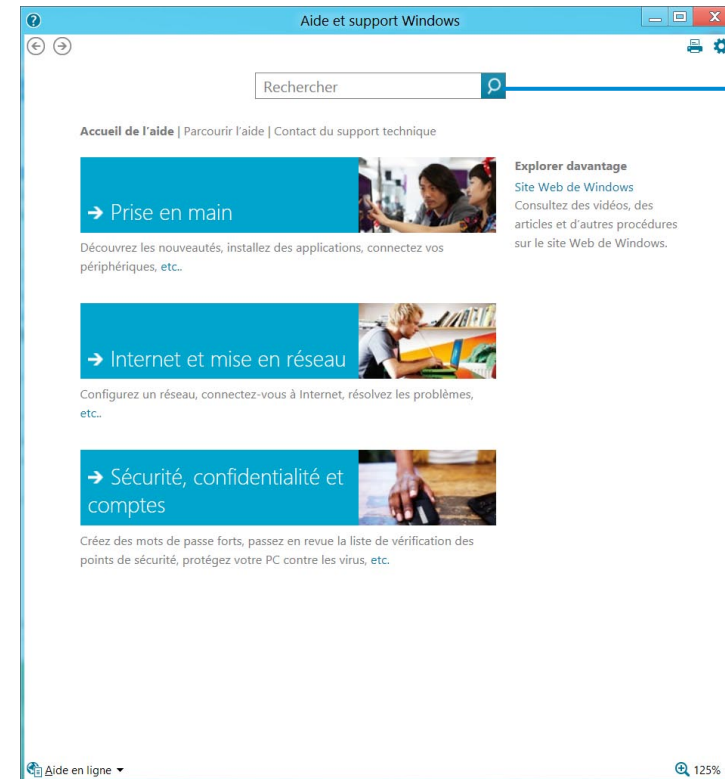 Aide et support Windows
Rechercher
Accueil de l'aide | Parcourir l'aide | Contact du support technique
→ Prise en main
Découvrez les nouveautés, installez des applications, connectez vos
périphériques, etc..
→ Internet et mise en réseau
Configurez un réseau, connectez-vous à Internet, résolvez les problèmes,
etc..
→ Sécurité, confidentialité et
comptes
Créez des mots de passe forts, passez en revue la liste de vérification des
points de sécurité, protégez votre PC contre les virus, etc.
Explorer davantage
Site Web de Windows
Consultez des vidéos, des
articles et d'autres procédures
sur le site Web de Windows.
Aide en ligne
125%